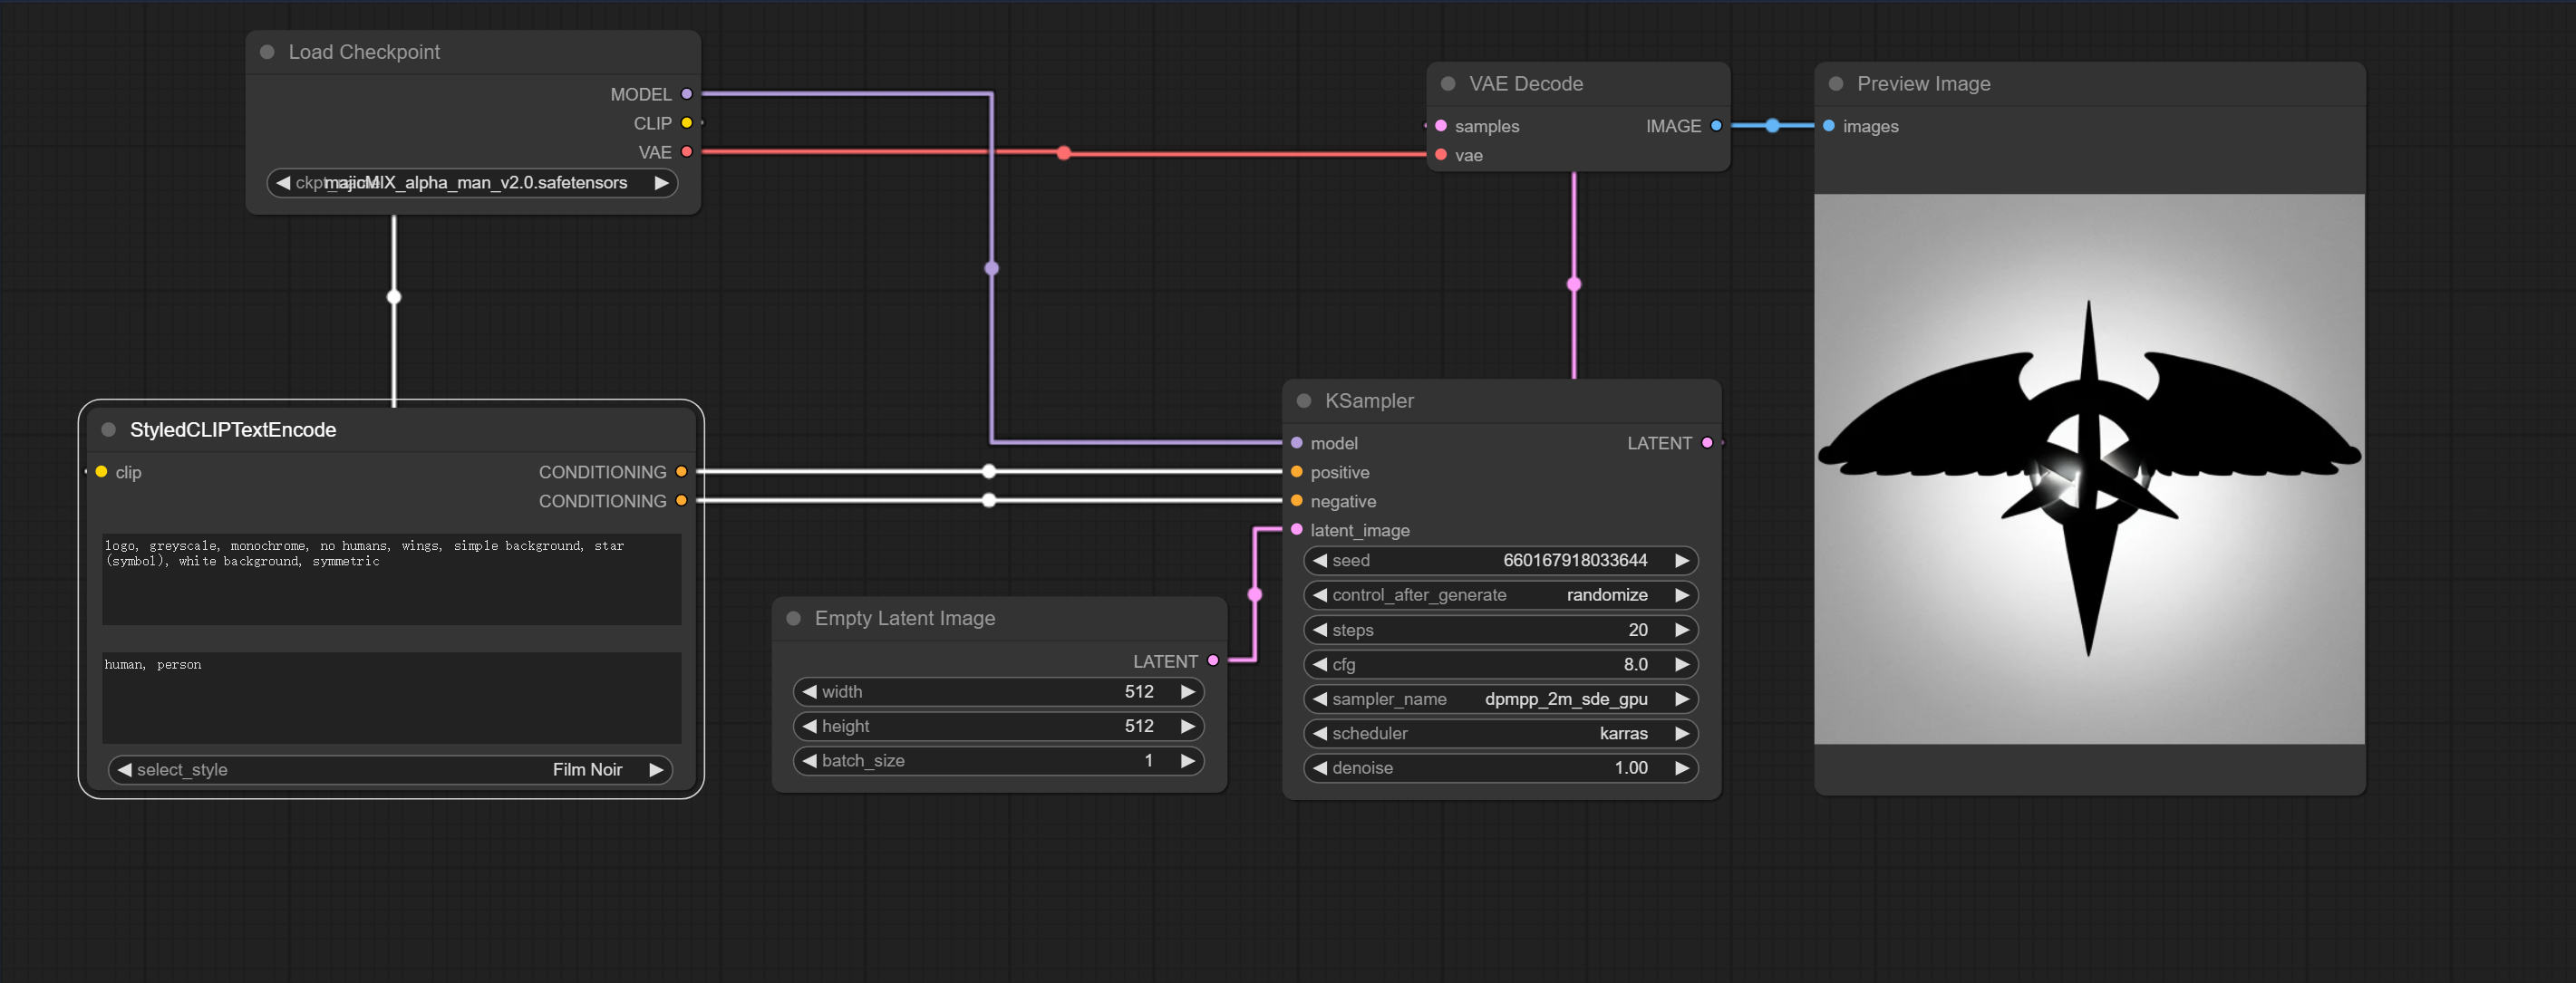 Load Checkpoint
MODEL
CLIP
VAE
majicMIX_alpha_man_v2.0.safetensors
StyledCLIPTextEncode
clip
CONDITIONING
CONDITIONING
logo, greyscale, monochrome, no humans, wings, simple background, star
(symbol), white background, symmetric
human, person
select_style Film Noir
Empty Latent Image
LATENT
width 512
height 512
batch_size 1
VAE Decode
samples IMAGE
vae
KSampler
model LATENT
positive
negative
latent_image
seed 660167918033644
control_after_generate randomize
steps 20
cfg 8.0
sampler_name dpmpp_2m_sde_gpu
scheduler karras
denoise 1.00
Preview Image
images